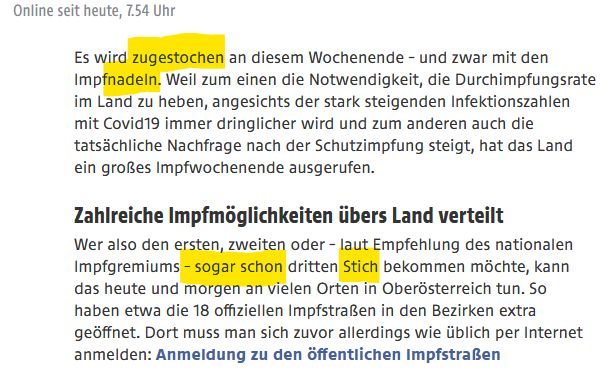 Online seit heute, 7.54 Uhr
Es wird zugestochen an diesem Wochenende – und zwar mit den
Impfnadeln. Weil zum einen die Notwendigkeit, die Durchimpfungsrate
im Land zu heben, angesichts der stark steigenden Infektionszahlen
mit Covid19 immer dringlicher wird und zum anderen auch die
tatsächliche Nachfrage nach der Schutzimpfung steigt, hat das Land
ein großes Impfwochenende ausgerufen.
Zahlreiche Impfmöglichkeiten übers Land verteilt
Wer also den ersten, zweiten oder – laut Empfehlung des nationalen
Impfgremiums – sogar schon dritten Stich bekommen möchte, kann
das heute und morgen an vielen Orten in Oberösterreich tun. So
haben etwa die 18 offiziellen Impfstraßen in den Bezirken extra
geöffnet. Dort muss man sich zuvor allerdings wie üblich per Internet
anmelden: Anmeldung zu den öffentlichen Impfstraßen